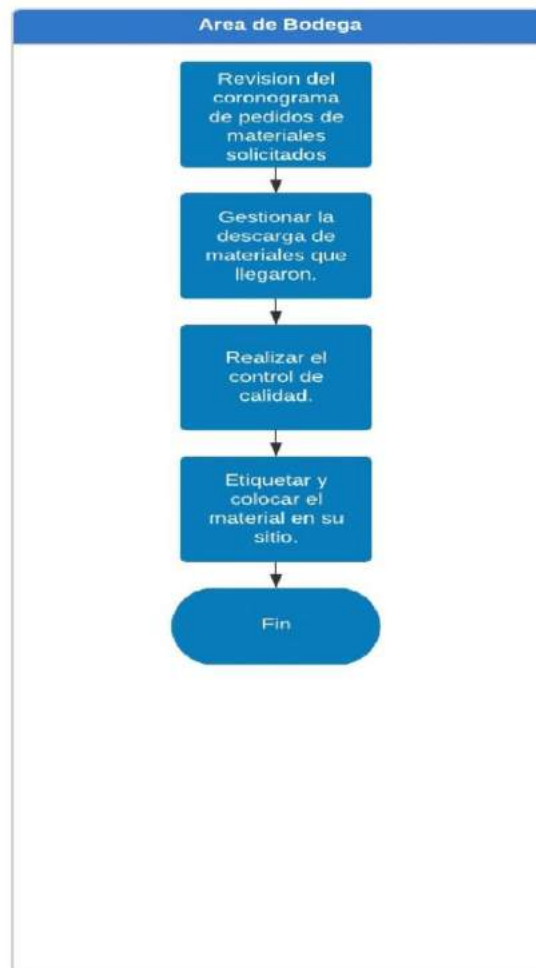 Area de Bodega
Revision del
coronograma
de pedidos de
materiales
solicitados
Gestionar la
descarga de
materiales que
llegaron.
Realizar el
control de
calidad.
Etiquetar y
colocar el
material en su
sitio.
Fin